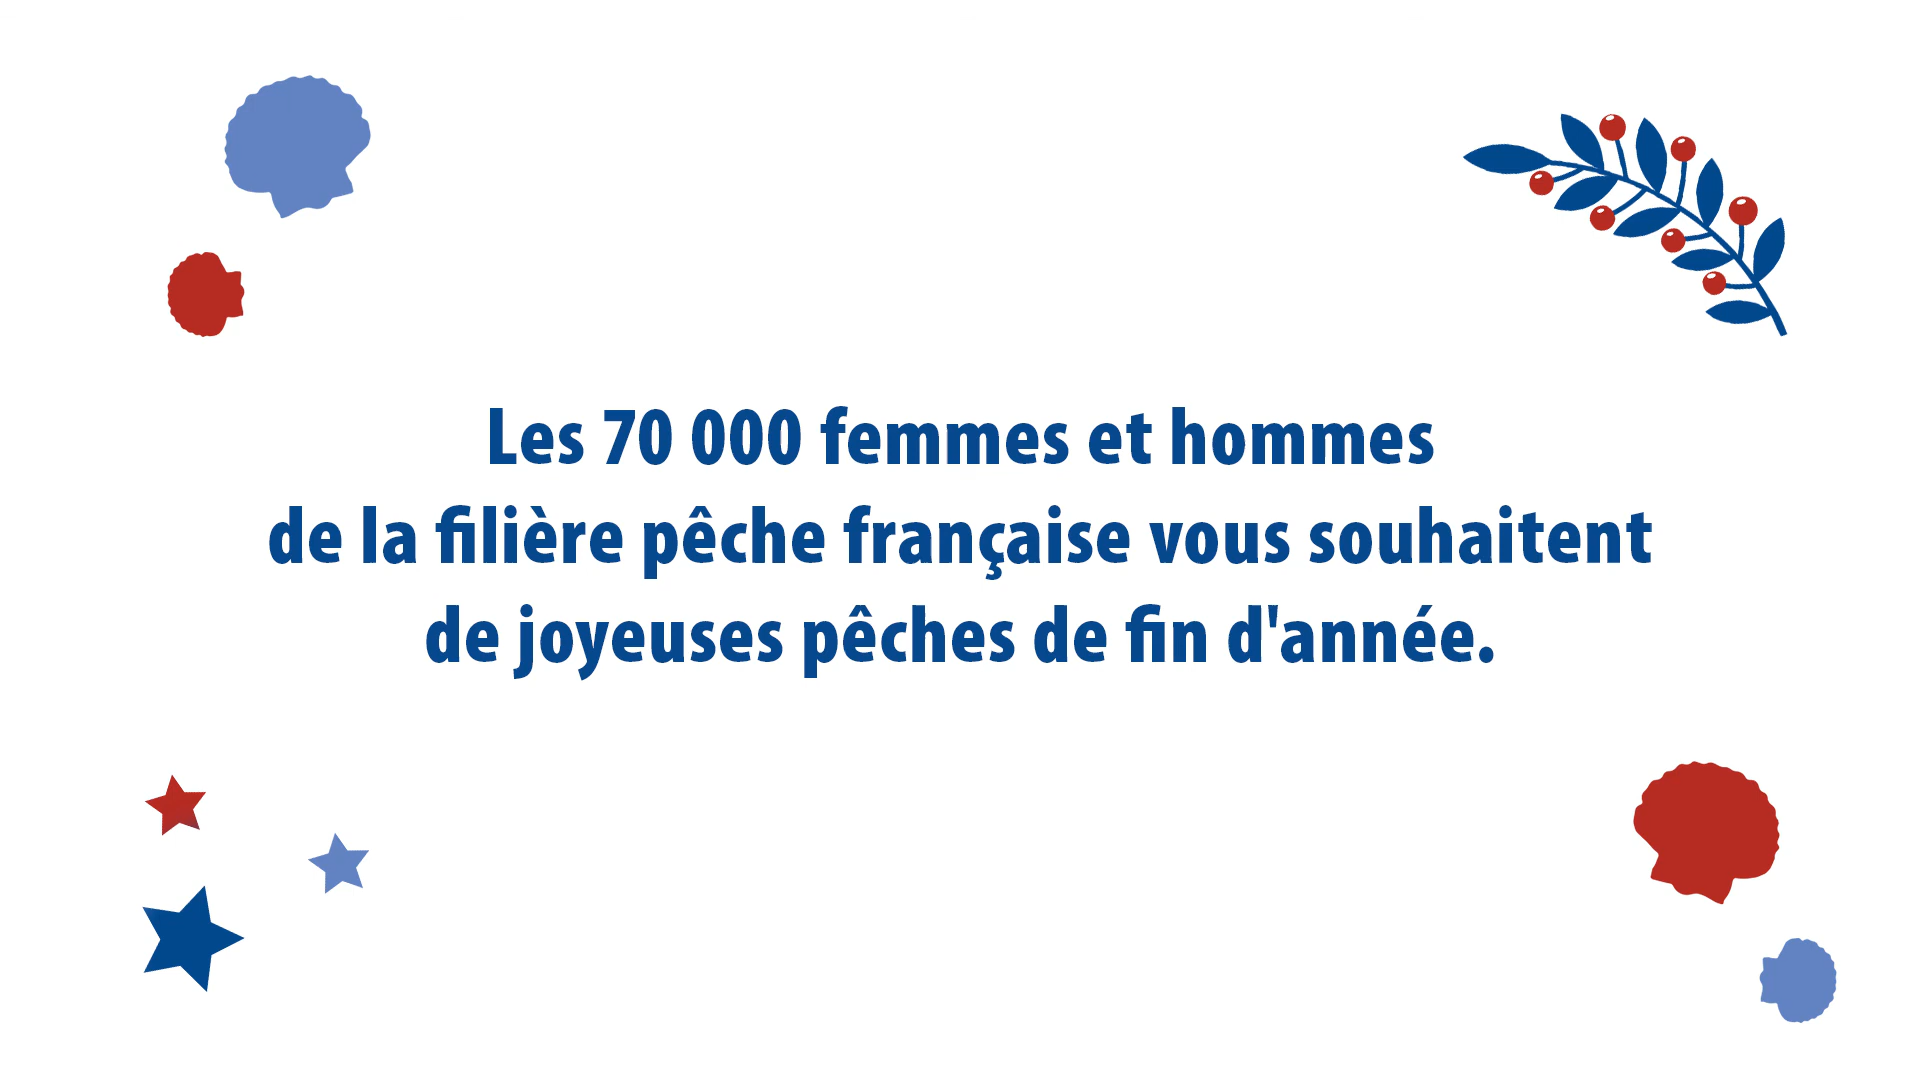 Les 70 000 femmes et hommes
de la filière pêche française vous souhaitent
de joyeuses pêches de fin d'année.